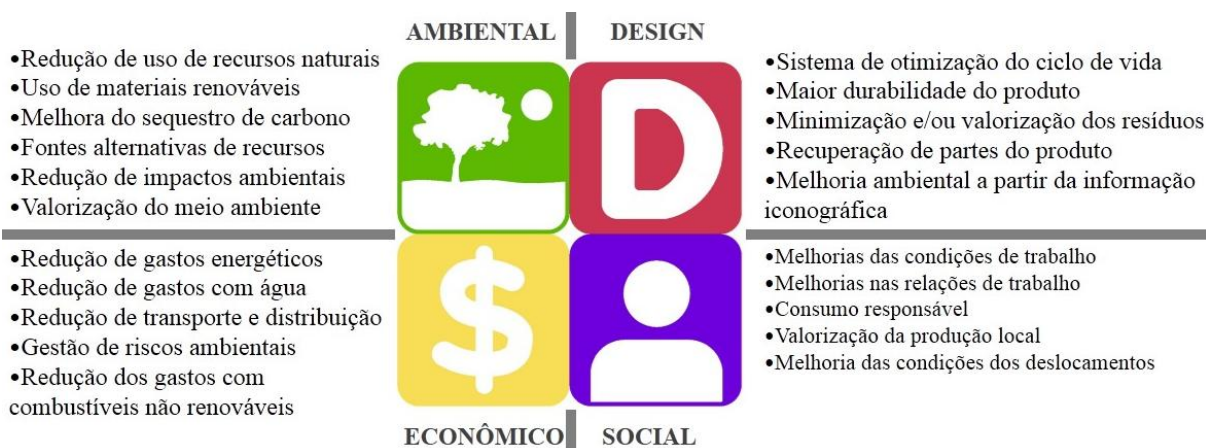 AMBIENTAL
DESIGN
•Redução de uso de recursos naturais
•Uso de materiais renováveis
•Melhora do sequestro de carbono
•Fontes alternativas de recursos
•Redução de impactos ambientais
•Valorização do meio ambiente
D
•Sistema de otimização do ciclo de vida
•Maior durabilidade do produto
•Minimização e/ou valorização dos resíduos
•Recuperação de partes do produto
•Melhoria ambiental a partir da informação
iconográfica
•Redução de gastos energéticos
•Redução de gastos com água
•Redução de transporte e distribuição
•Gestão de riscos ambientais
•Redução dos gastos com
combustíveis não renováveis
$
•Melhorias das condições de trabalho
•Melhorias nas relações de trabalho
•Consumo responsável
•Valorização da produção local
•Melhoria das condições dos deslocamentos
ECONÔMICO
SOCIAL